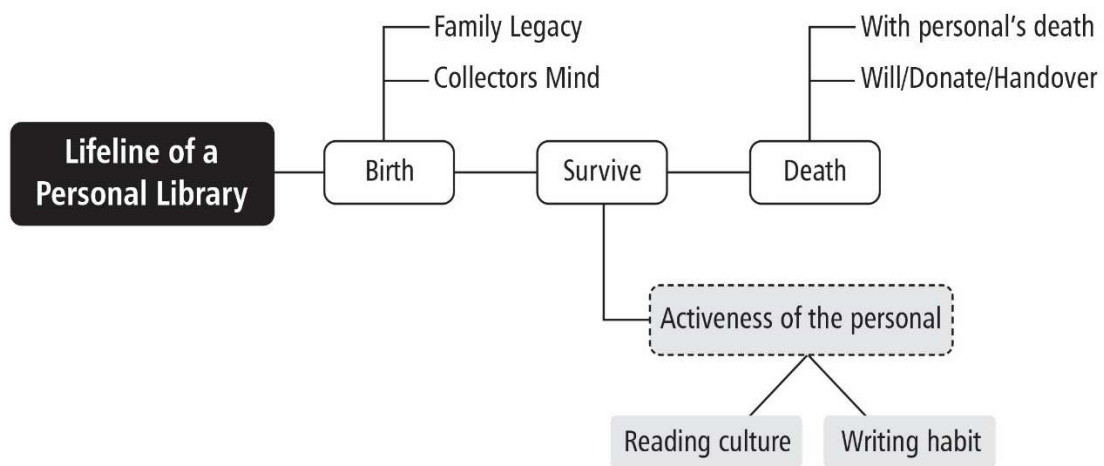 Family Legacy
Collectors Mind
With personal's death
Will/Donate/Handover
Lifeline of a
Personal Library
Birth
Survive
Death
Activeness of the personal
Reading culture
Writing habit